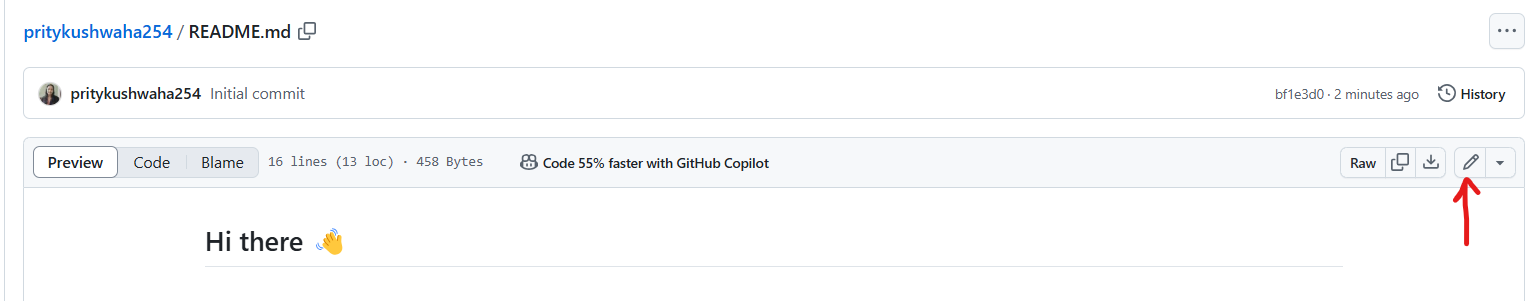 pritykushwaha254 / README.md
pritykushwaha254 Initial commit bf1e3d0 · 2 minutes ago History
Preview Code Blame 16 lines (13 loc) · 458 Bytes Code 55% faster with GitHub Copilot Raw
Hi there 👋